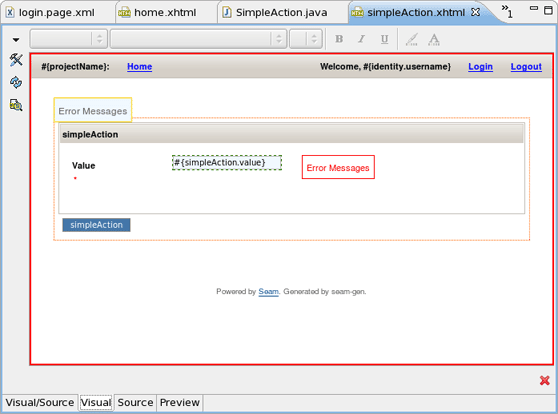 login.page.xml home.xhtml SimpleAction.java simpleAction.xhtml »1
B I U A
#{projectName}: Home Welcome, #{identity.username} Login Logout
Error Messages
simpleAction
Value #{simpleAction.value} Error Messages
*
simpleAction
Powered by Seam. Generated by seam-gen.
Visual/Source Visual Source Preview